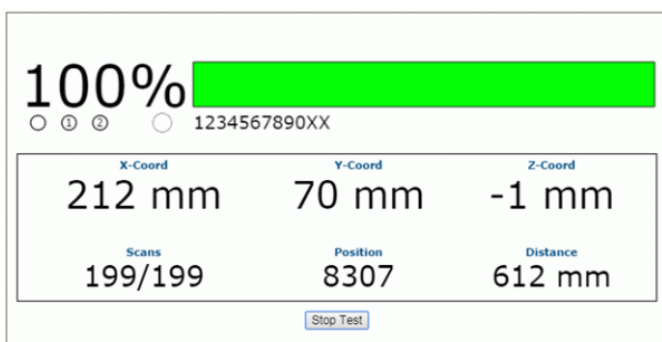 100%
① ② 1234567890XX
X-Coord Y-Coord Z-Coord
212 mm 70 mm -1 mm
Scans Position Distance
199/199 8307 612 mm
Stop Test